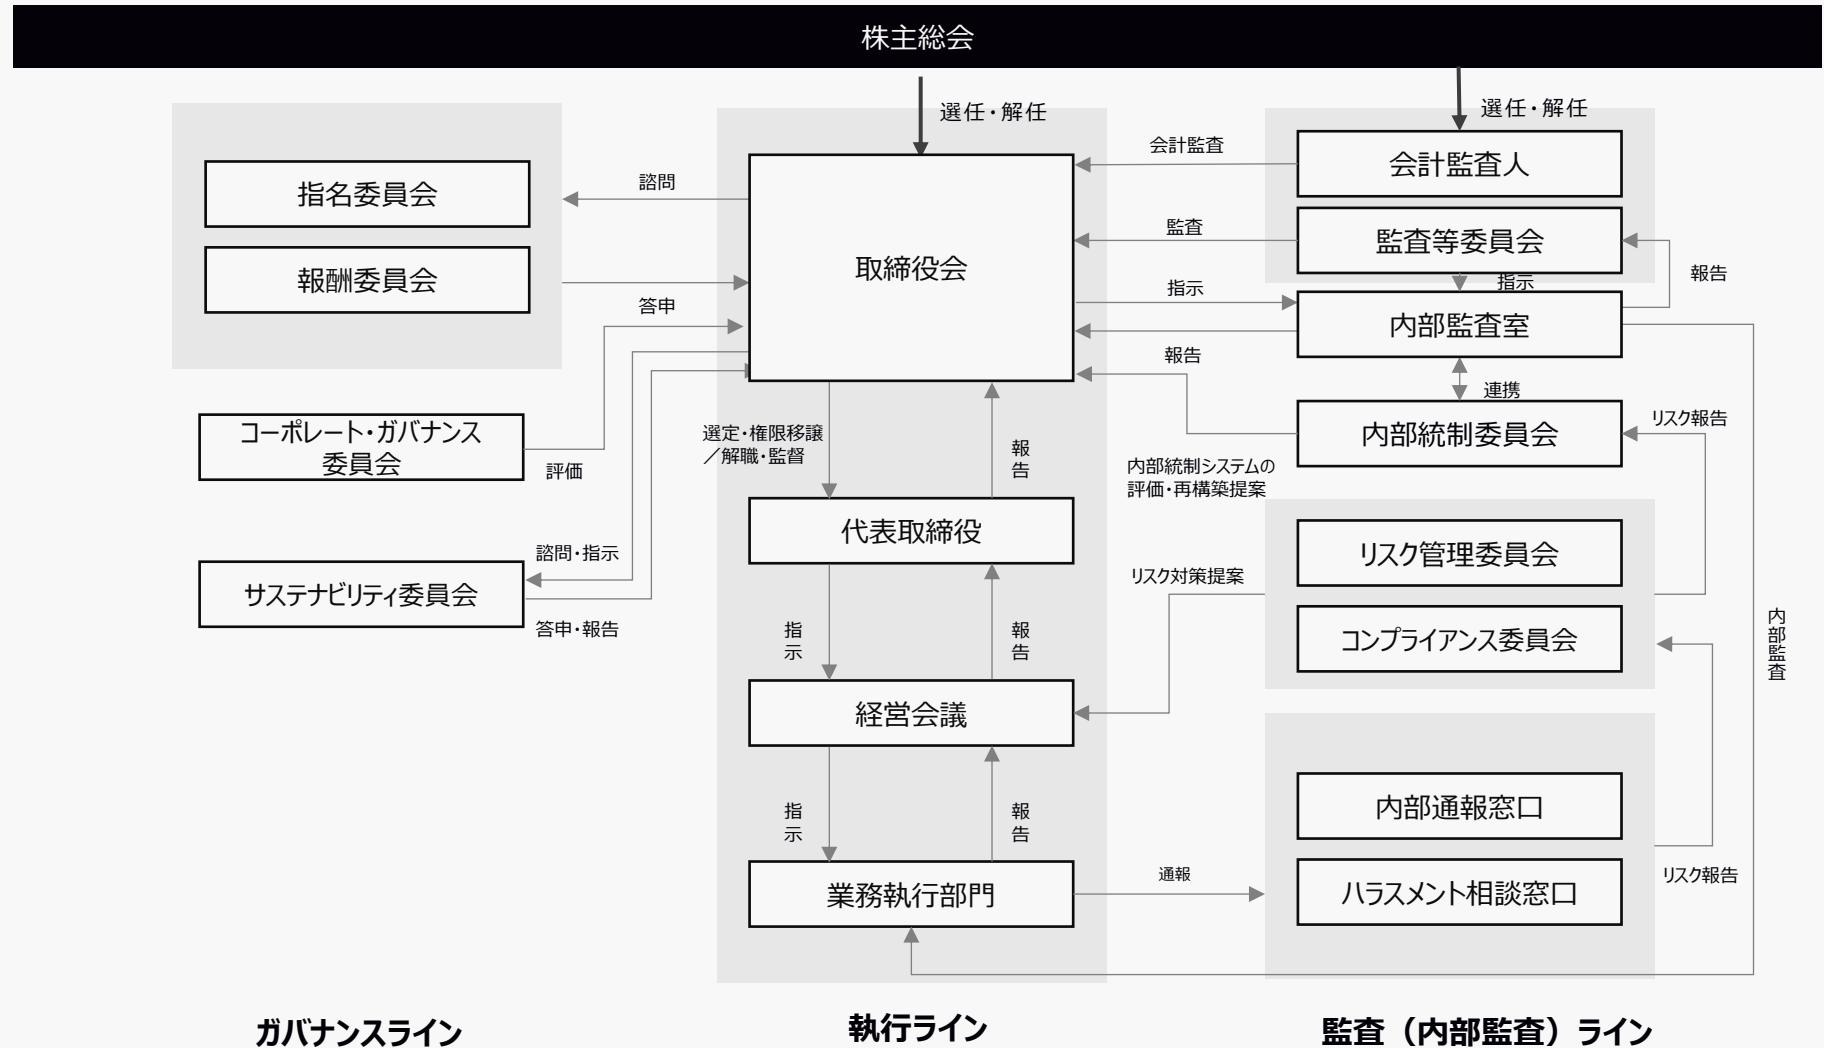 株主総会
選任・解任
選任・解任
指名委員会
報酬委員会
諮問
答申
コーポレート・ガバナンス
委員会
評価
サステナビリティ委員会
諮問・指示
答申・報告
取締役会
選定・権限移譲
／解職・監督
報告
代表取締役
指示
報告
経営会議
指示
報告
業務執行部門
会計監査
監査
指示
報告
内部統制システムの
評価・再構築提案
リスク対策提案
通報
会計監査人
監査等委員会
指示
報告
内部監査室
連携
内部統制委員会
リスク報告
リスク管理委員会
コンプライアンス委員会
内部監査
内部通報窓口
ハラスメント相談窓口
リスク報告
ガバナンスライン
執行ライン
監査（内部監査）ライン